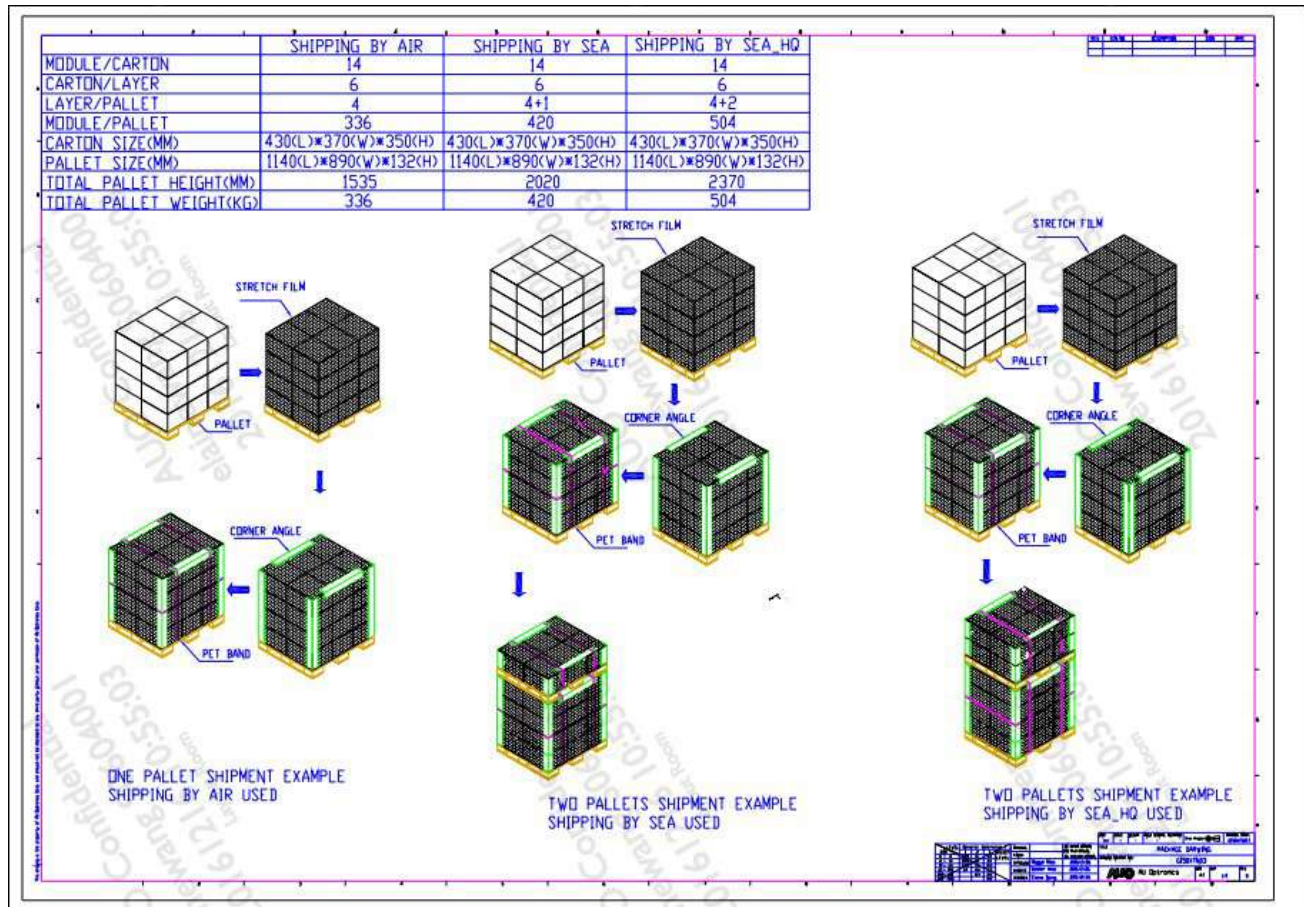 SHIPPING BY AIR SHIPPING BY SEA SHIPPING BY SEA_HQ
MODULE/CARTON 14 14 14
CARTON/LAYER 6 6 6
LAYER/PALLET 4 4+1 4+2
MODULE/PALLET 336 420 504
CARTON SIZE(MM) 430(L)*370(W)*350(H) 430(L)*370(W)*350(H) 430(L)*370(W)*350(H)
PALLET SIZE(MM) 1140(L)*890(W)*132(H) 1140(L)*890(W)*132(H) 1140(L)*890(W)*132(H)
TOTAL PALLET HEIGHT(MM) 1535 2020 2370
TOTAL PALLET WEIGHT(KG) 336 420 504
STRETCH FILM
PALLET
CORNER ANGLE
PET BAND
ONE PALLET SHIPMENT EXAMPLE
SHIPPING BY AIR USED
STRETCH FILM
PALLET
CORNER ANGLE
PET BAND
TWO PALLETS SHIPMENT EXAMPLE
SHIPPING BY SEA USED
STRETCH FILM
PALLET
CORNER ANGLE
PET BAND
TWO PALLETS SHIPMENT EXAMPLE
SHIPPING BY SEA_HQ USED
PACKAGE DRAWING
AUO AU Optronics